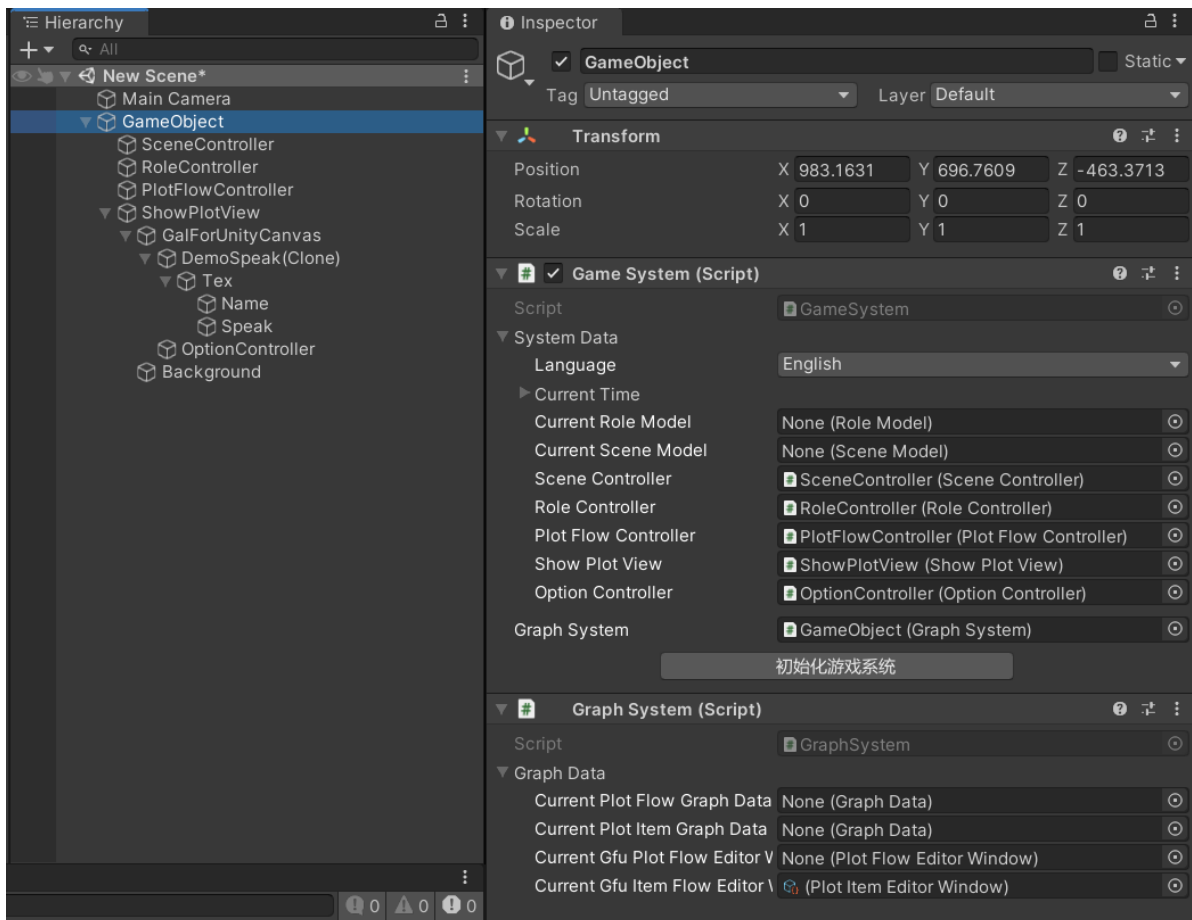 Hierarchy
All
New Scene*
Main Camera
GameObject
SceneController
RoleController
PlotFlowController
ShowPlotView
GalForUnityCanvas
DemoSpeak(Clone)
Tex
Name
Speak
OptionController
Background
0 0 0
Inspector
GameObject
Static
Tag Untagged Layer Default
Transform
Position X 983.1631 Y 696.7609 Z -463.3713
Rotation X 0 Y 0 Z 0
Scale X 1 Y 1 Z 1
# Game System (Script)
Script GameSystem
System Data
Language English
Current Time
Current Role Model None (Role Model)
Current Scene Model None (Scene Model)
Scene Controller SceneController (Scene Controller)
Role Controller RoleController (Role Controller)
Plot Flow Controller PlotFlowController (Plot Flow Controller)
Show Plot View ShowPlotView (Show Plot View)
Option Controller OptionController (Option Controller)
Graph System GameObject (Graph System)
初始化游戏系统
# Graph System (Script)
Script GraphSystem
Graph Data
Current Plot Flow Graph Data None (Graph Data)
Current Plot Item Graph Data None (Graph Data)
Current Gfu Plot Flow Editor None (Plot Flow Editor Window)
Current Gfu Item Flow Editor (Plot Item Editor Window)